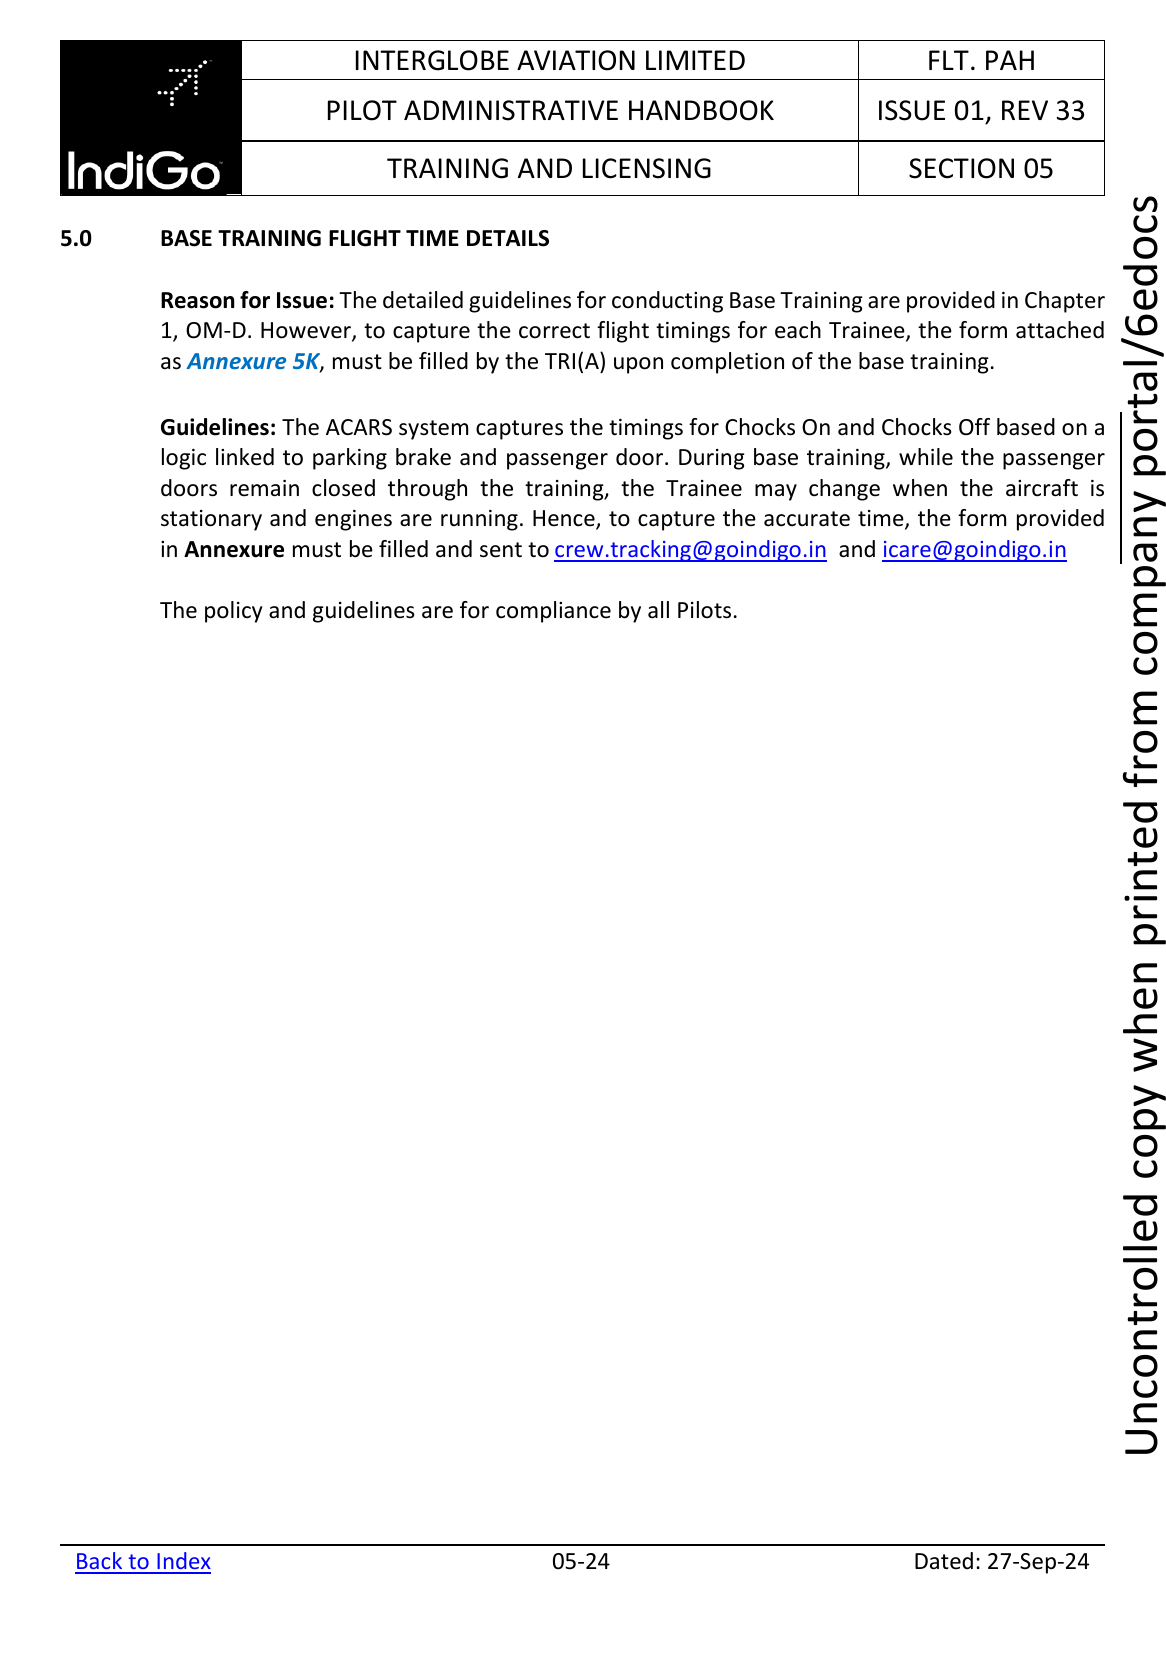 INTERGLOBE AVIATION LIMITED
FLT. PAH
PILOT ADMINISTRATIVE HANDBOOK
ISSUE 01, REV 33
IndiGo
TRAINING AND LICENSING
SECTION 05
5.0 BASE TRAINING FLIGHT TIME DETAILS
Reason for Issue: The detailed guidelines for conducting Base Training are provided in Chapter
1, OM-D. However, to capture the correct flight timings for each Trainee, the form attached
as Annexure 5K, must be filled by the TRI(A) upon completion of the base training.
Guidelines: The ACARS system captures the timings for Chocks On and Chocks Off based on a
logic linked to parking brake and passenger door. During base training, while the passenger
doors remain closed through the training, the Trainee may change when the aircraft is
stationary and engines are running. Hence, to capture the accurate time, the form provided
in Annexure must be filled and sent to crew.tracking@goindigo.in and icare@goindigo.in
The policy and guidelines are for compliance by all Pilots.
Uncontrolled copy when printed from company portal/6edocs
Back to Index
05-24
Dated: 27-Sep-24